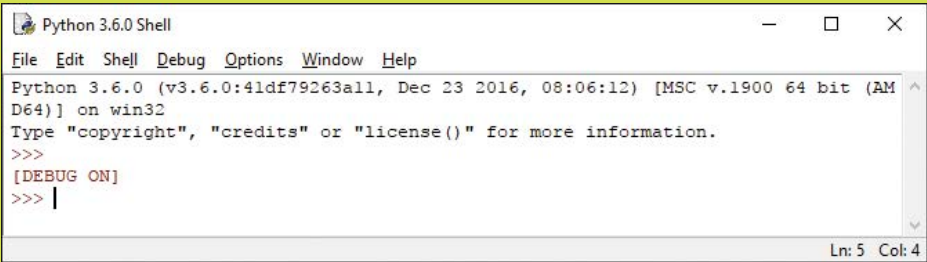 Python 3.6.0 Shell
File Edit Shell Debug Options Window Help
Python 3.6.0 (v3.6.0:41df79263a11, Dec 23 2016, 08:06:12) [MSC v.1900 64 bit (AM
D64)] on win32
Type "copyright", "credits" or "license()" for more information.
>>>
[DEBUG ON]
>>>
Ln: 5 Col: 4